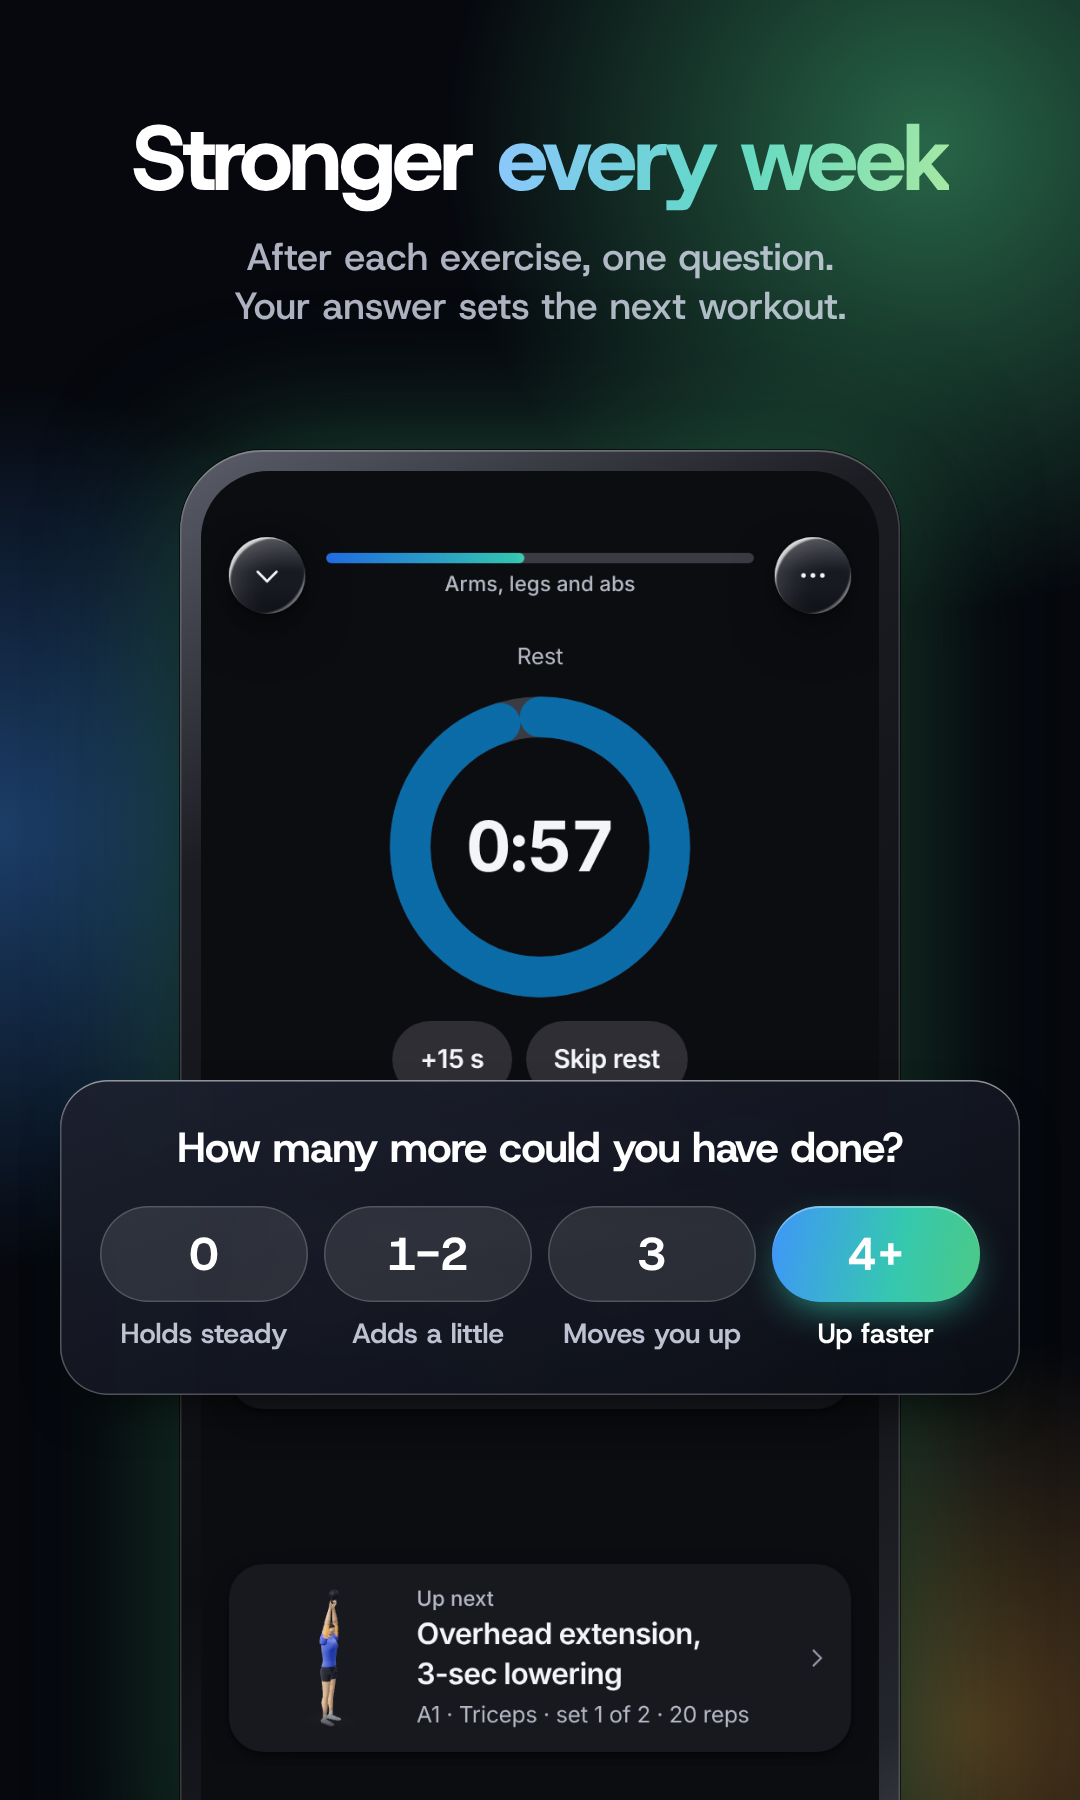 Stronger every week
After each exercise, one question.
Your answer sets the next workout.
Arms, legs and abs
Rest
0:57
+15 s
Skip rest
How many more could you have done?
0
1–2
3
4+
Holds steady
Adds a little
Moves you up
Up faster
Up next
Overhead extension,
3-sec lowering
A1 · Triceps · set 1 of 2 · 20 reps